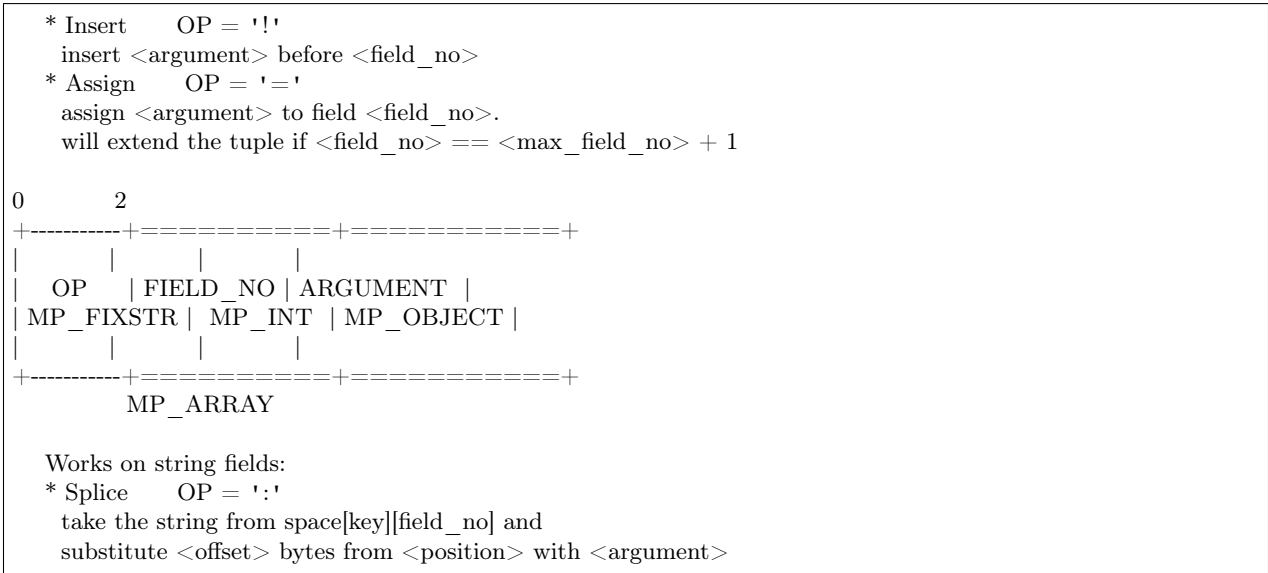 * Insert OP = '!'
insert <argument> before <field_no>
* Assign OP = '='
assign <argument> to field <field_no>.
will extend the tuple if <field_no> == <max_field_no> + 1
0 2
+-----------+==========+===========+
| | | |
| OP | FIELD_NO | ARGUMENT |
| MP_FIXSTR | MP_INT | MP_OBJECT |
| | | |
+-----------+==========+===========+
MP_ARRAY
Works on string fields:
* Splice OP = ':'
take the string from space[key][field_no] and
substitute <offset> bytes from <position> with <argument>